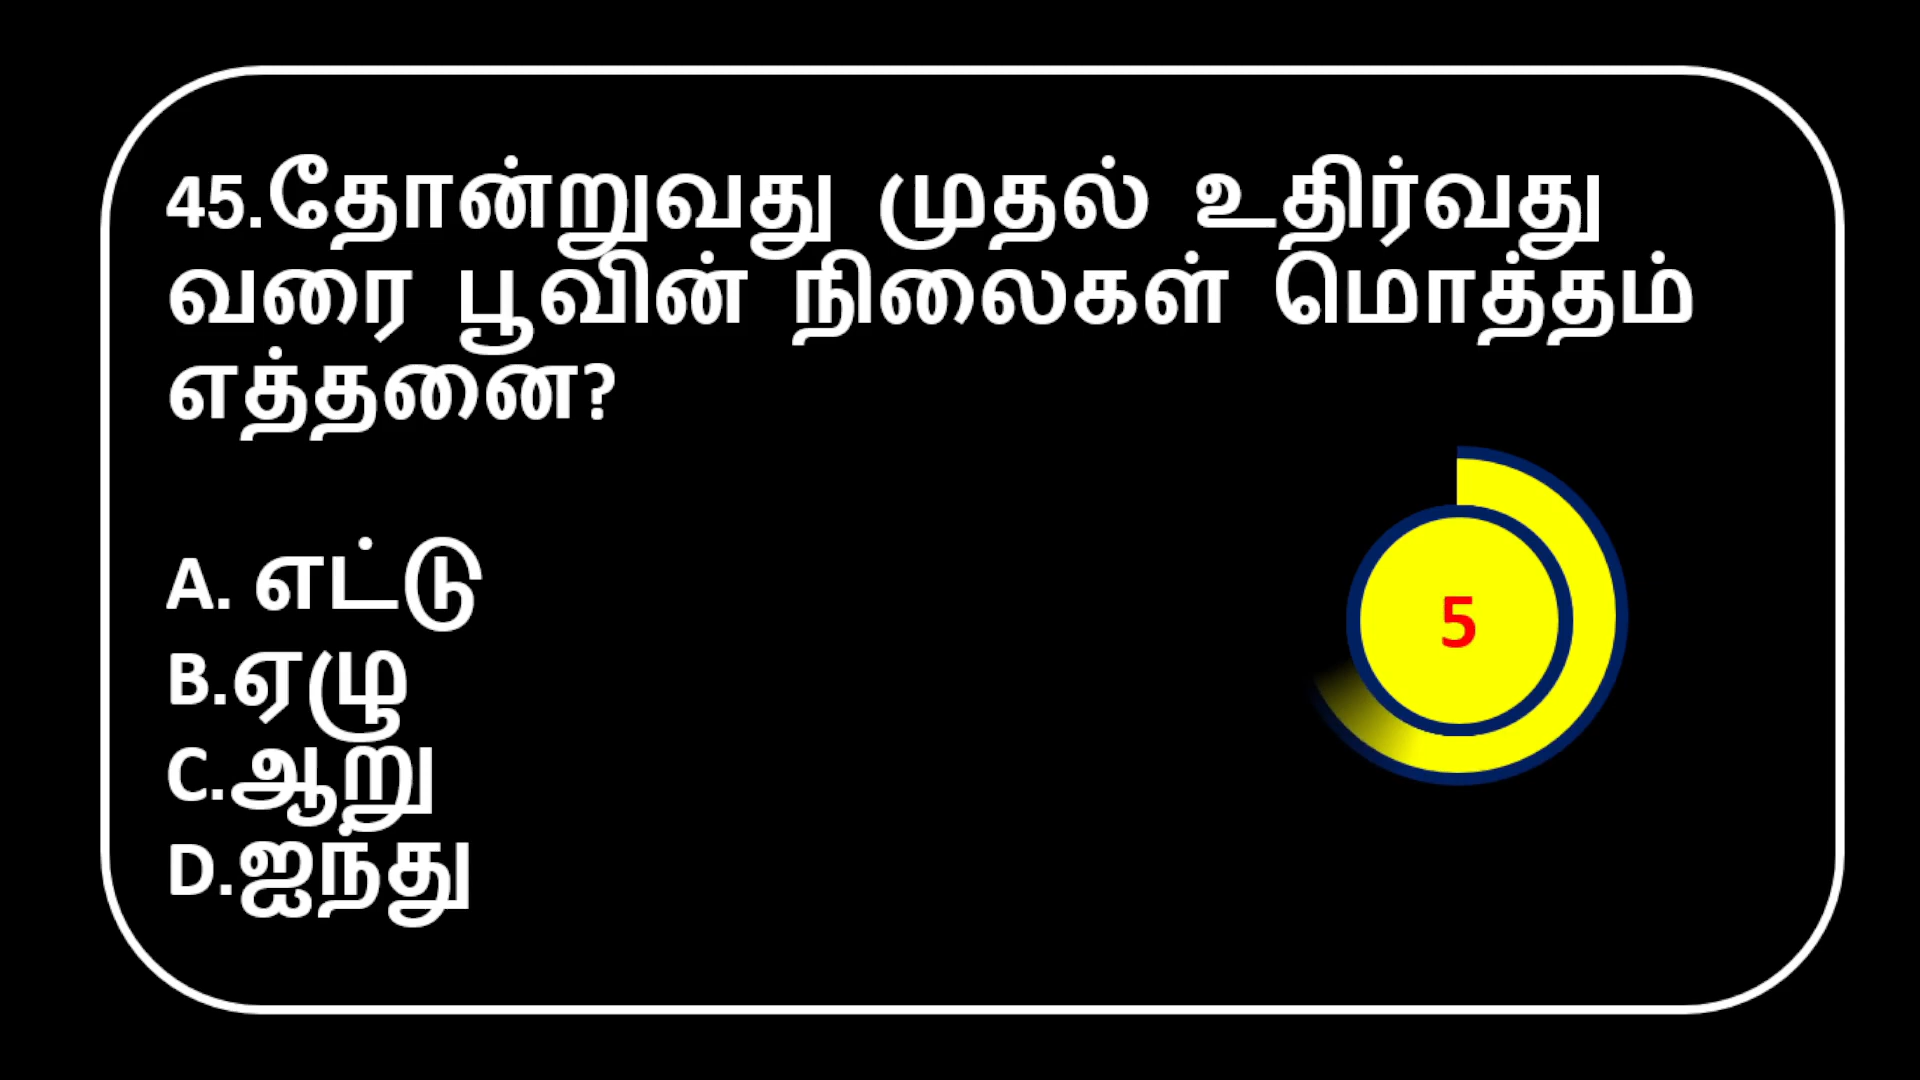 45.தோன்றுவது முதல் உதிர்வது
வரை பூவின் நிலைகள் மொத்தம்
எத்தனை?
A. எட்டு
B.ஏழு
C.ஆறு
D.ஐந்து
5